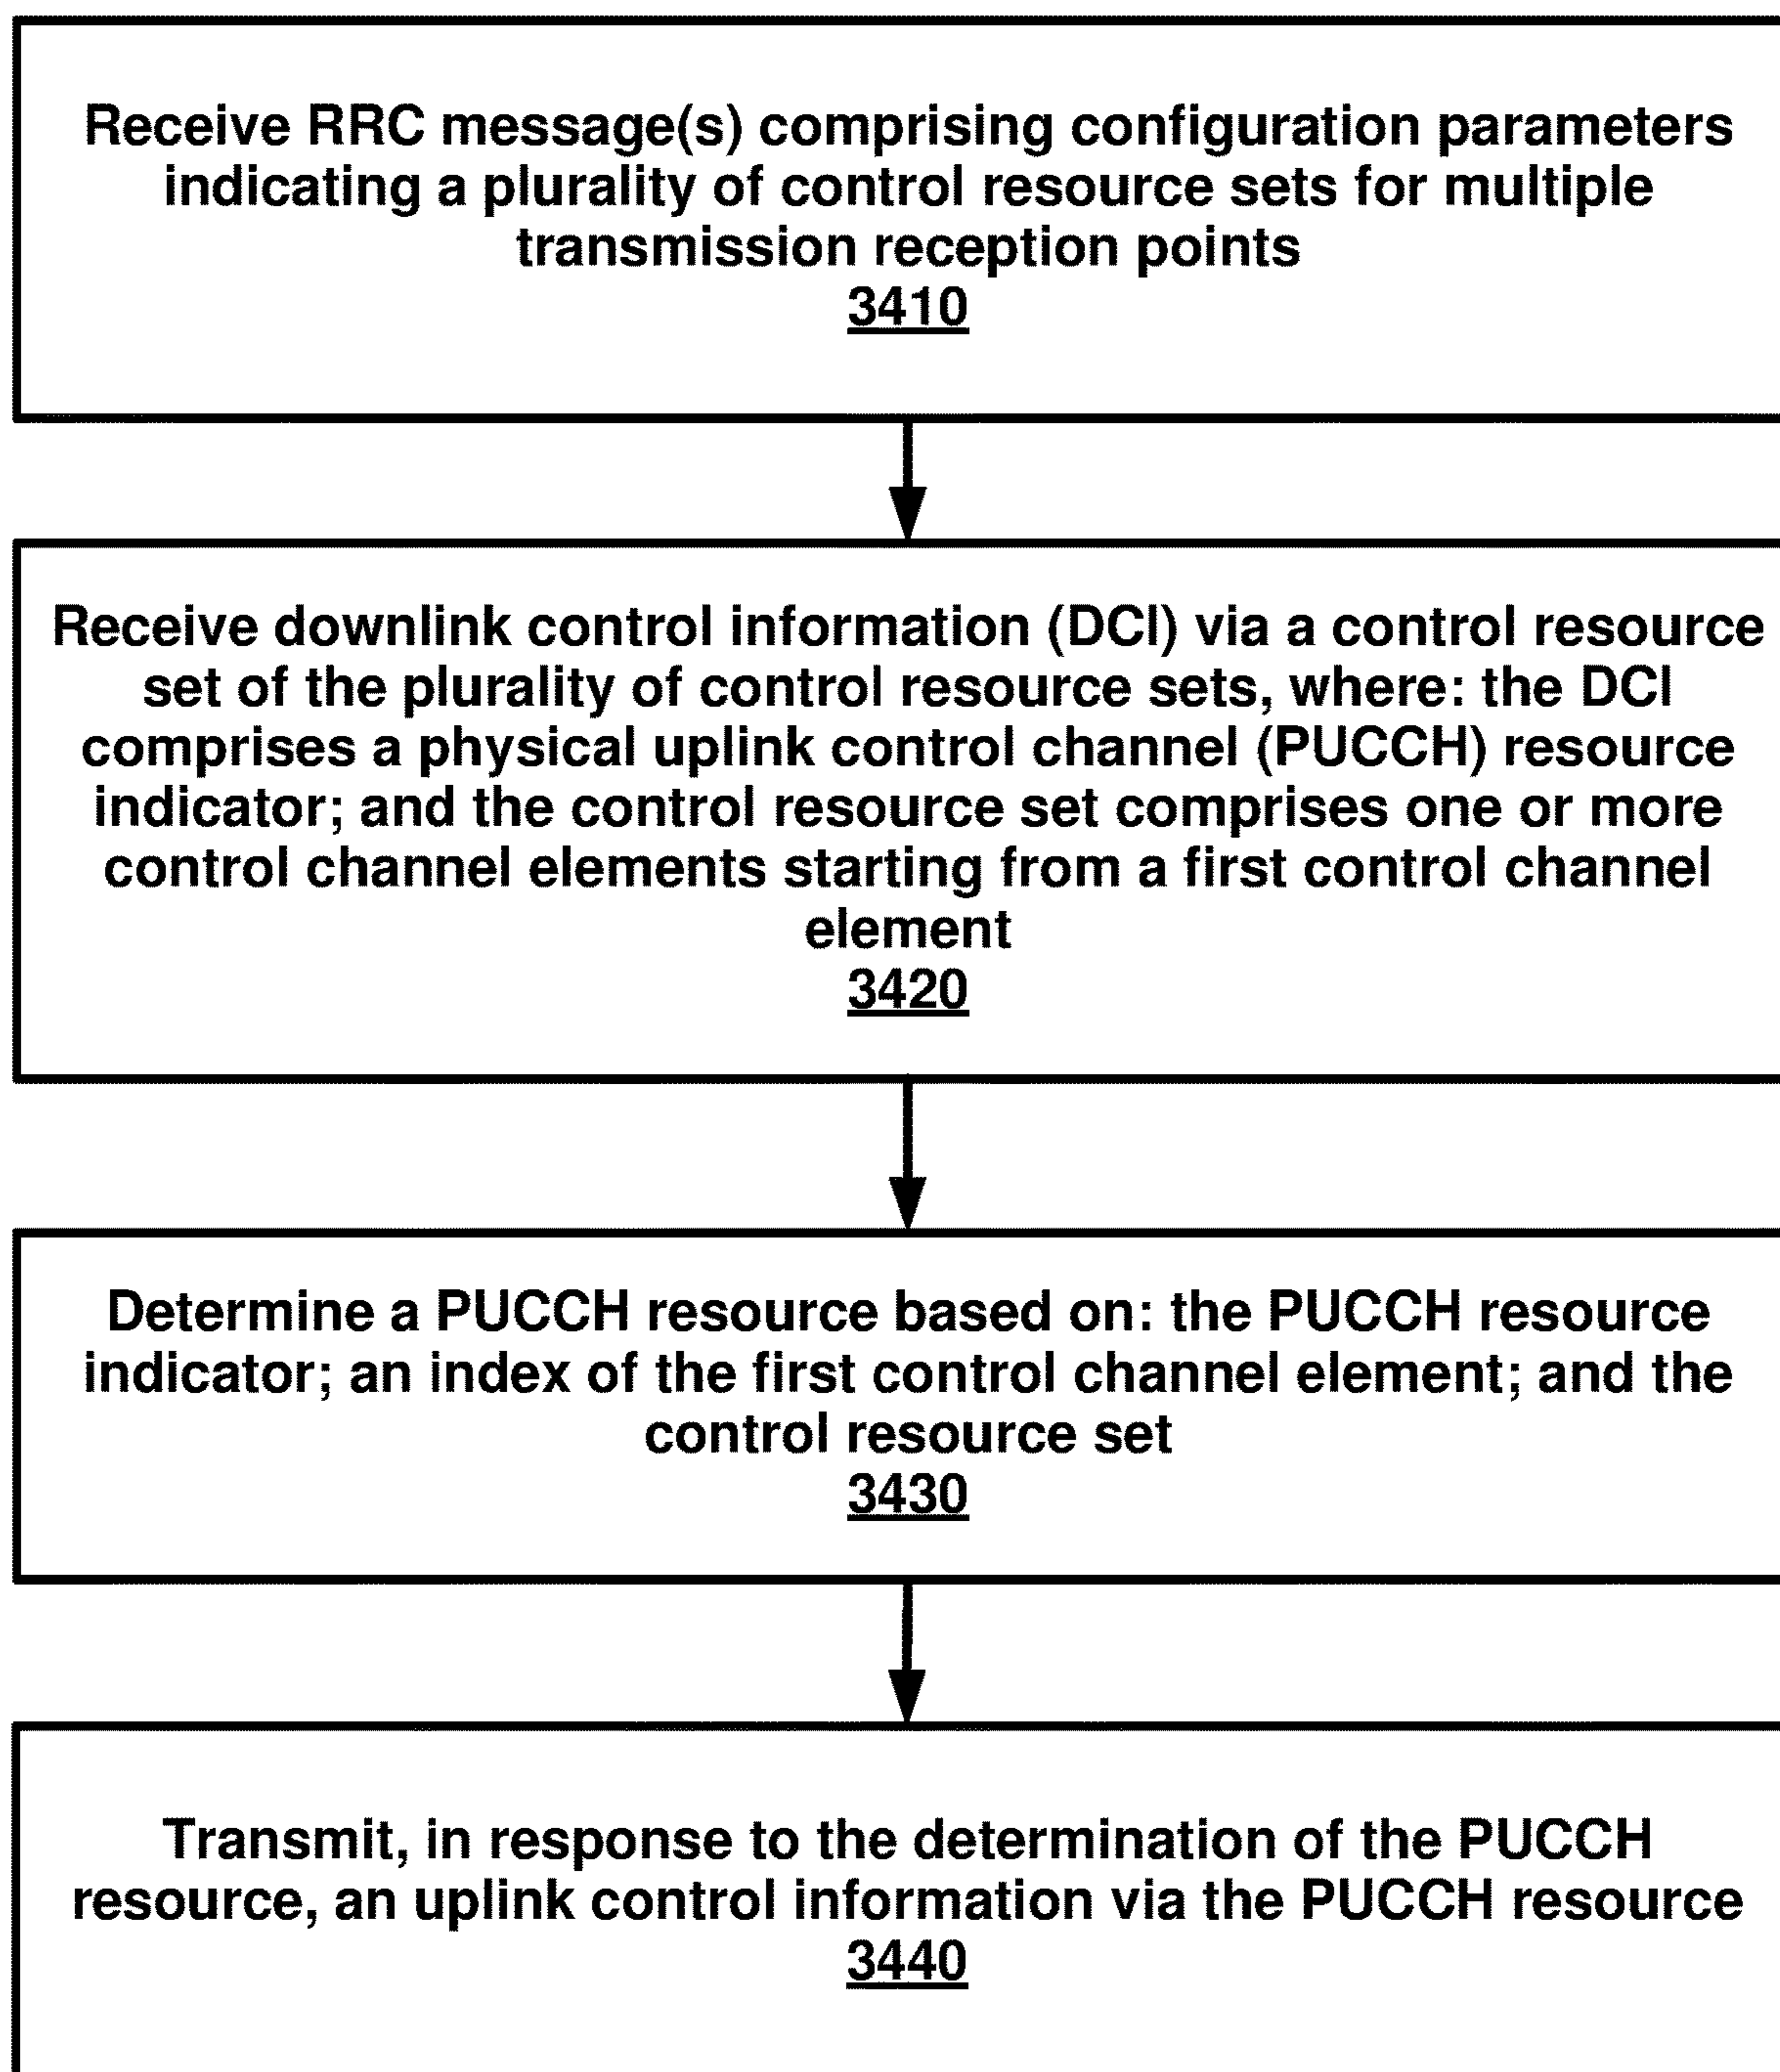 Receive RRC message(s) comprising configuration parameters
indicating a plurality of control resource sets for multiple
transmission reception points
3410
Receive downlink control information (DCI) via a control resource
set of the plurality of control resource sets, where: the DCI
comprises a physical uplink control channel (PUCCH) resource
indicator; and the control resource set comprises one or more
control channel elements starting from a first control channel
element
3420
Determine a PUCCH resource based on: the PUCCH resource
indicator; an index of the first control channel element; and the
control resource set
3430
Transmit, in response to the determination of the PUCCH
resource, an uplink control information via the PUCCH resource
3440